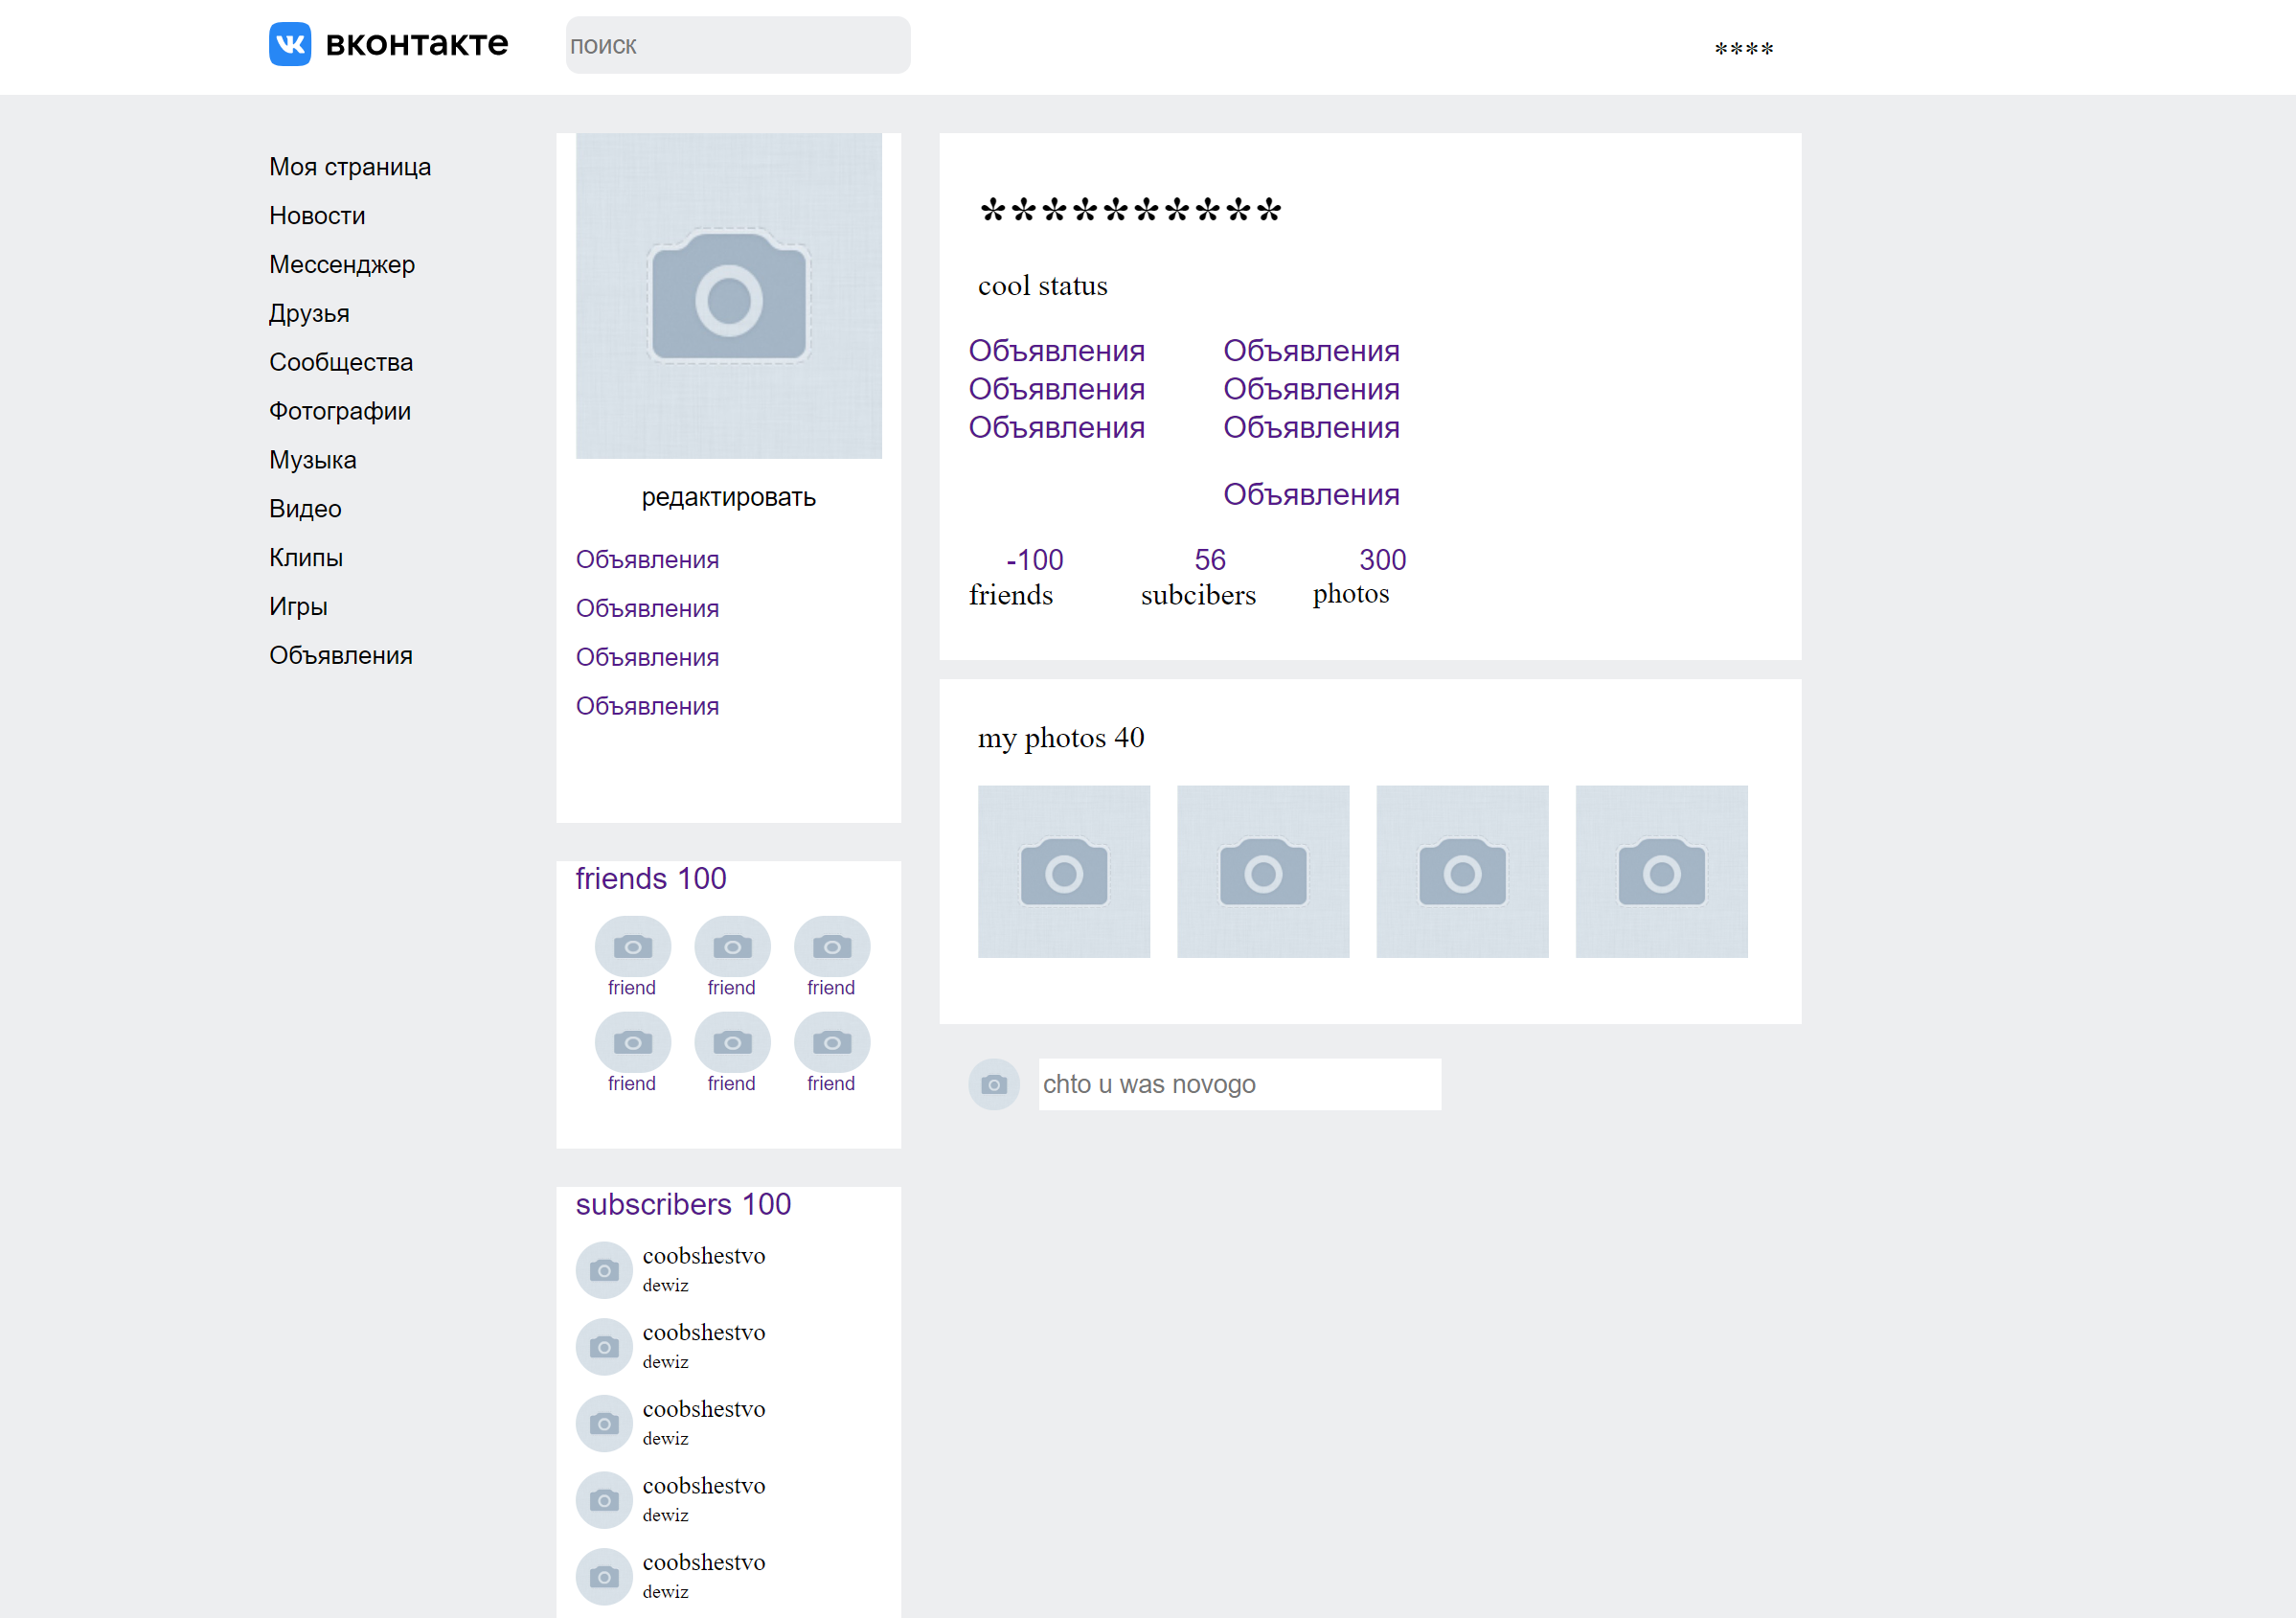 вконтакте
поиск
****
Моя страница
Новости
Мессенджер
Друзья
Сообщества
Фотографии
Музыка
Видео
Клипы
Игры
Объявления
редактировать
Объявления
Объявления
Объявления
Объявления
friends 100
friend friend friend
friend friend friend
subscribers 100
coobshestvo
dewiz
coobshestvo
dewiz
coobshestvo
dewiz
coobshestvo
dewiz
coobshestvo
dewiz
**********
cool status
Объявления Объявления
Объявления Объявления
Объявления Объявления
Объявления
-100 56 300
friends subcibers photos
my photos 40
chto u was novogo